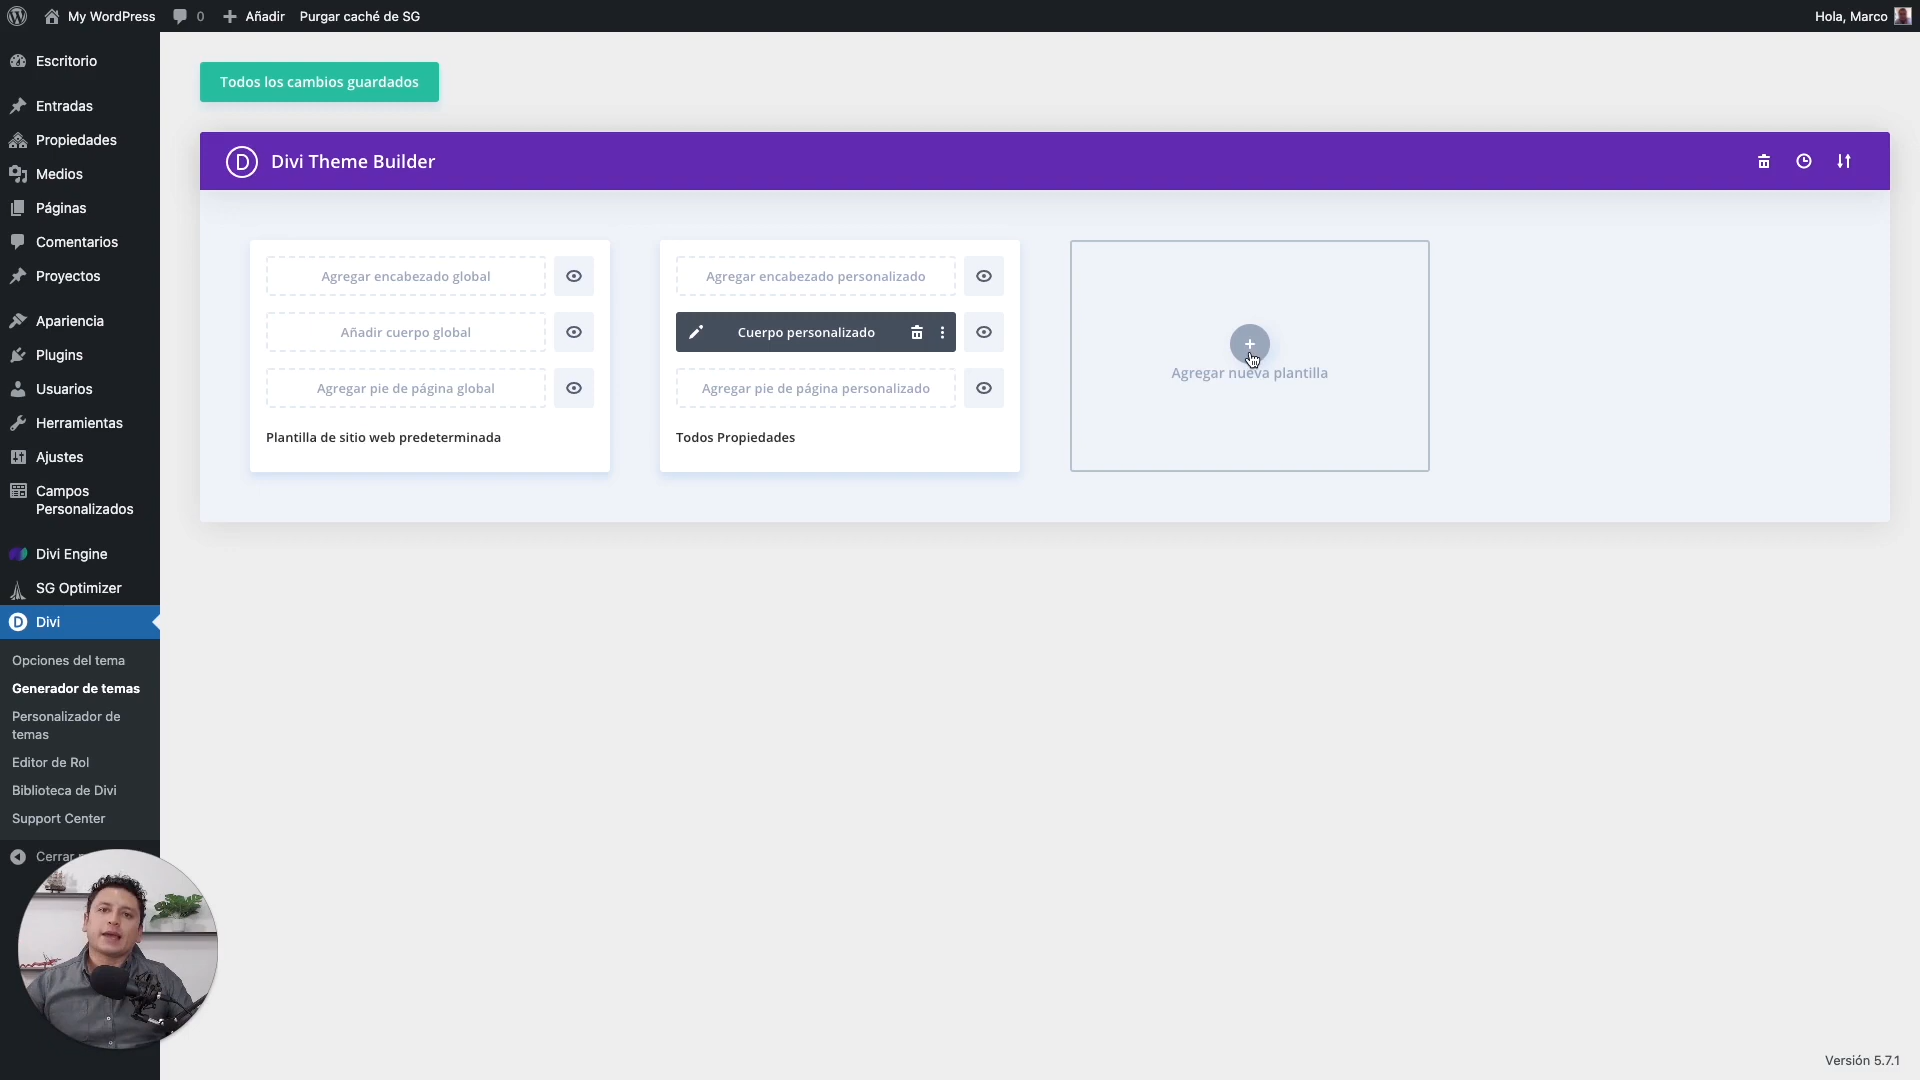 My WordPress
0
Añadir
Purgar caché de SG
Hola, Marco
Escritorio
Entradas
Propiedades
Medios
Páginas
Comentarios
Proyectos
Apariencia
Plugins
Usuarios
Herramientas
Ajustes
Campos
Personalizados
Divi Engine
SG Optimizer
D
Divi
Opciones del tema
Generador de temas
Personalizador de
temas
Editor de Rol
Biblioteca de Divi
Support Center
Cerrar
Todos los cambios guardados
D
Divi Theme Builder
Agregar encabezado global
Añadir cuerpo global
Agregar pie de página global
Plantilla de sitio web predeterminada
Agregar encabezado personalizado
Cuerpo personalizado
Agregar pie de página personalizado
Todos Propiedades
Agregar nueva plantilla
Versión 5.7.1